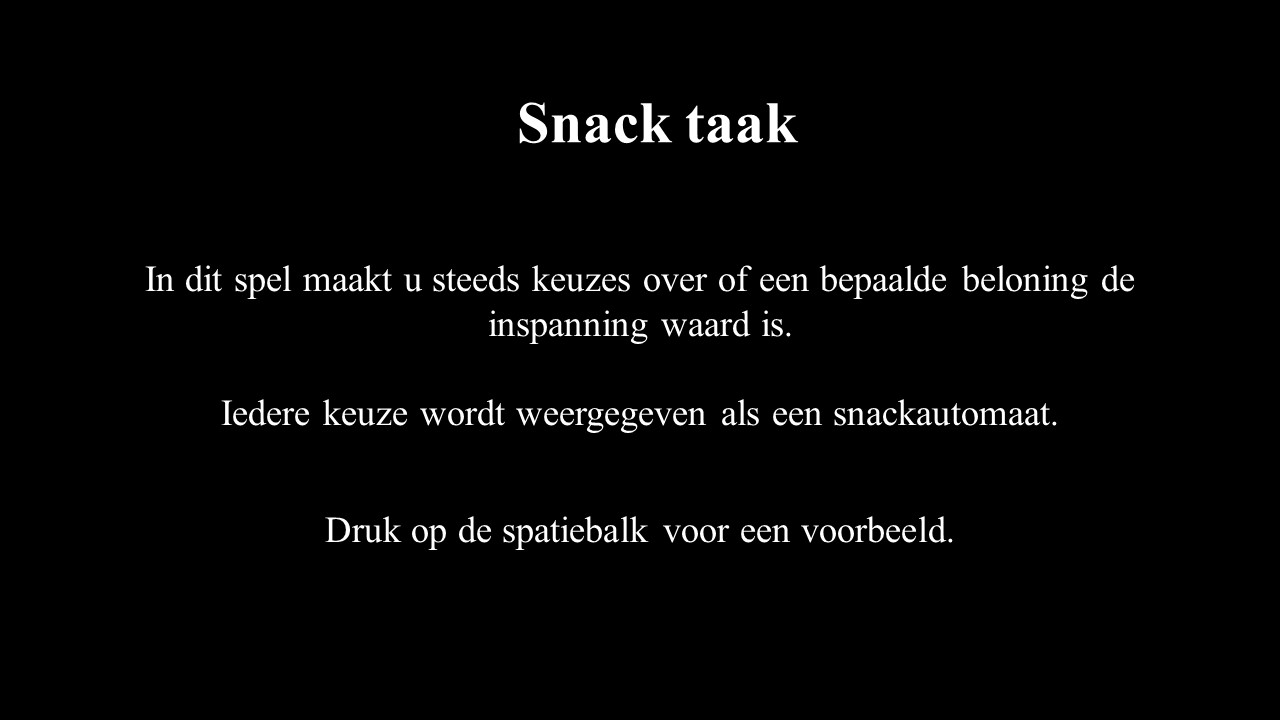 Snack taak
In dit spel maakt u steeds keuzes over of een bepaalde beloning de
inspanning waard is.
Iedere keuze wordt weergegeven als een snackautomaat.
Druk op de spatiebalk voor een voorbeeld.